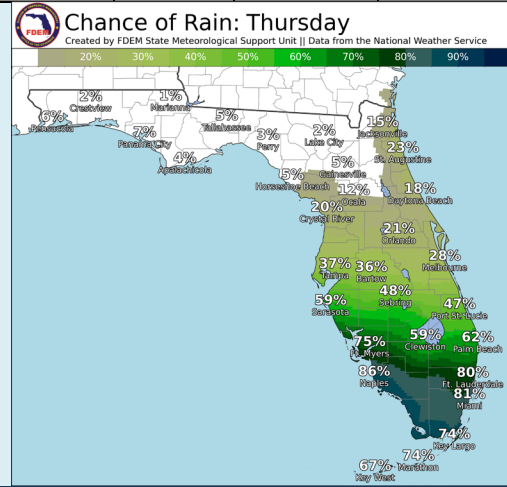 Chance of Rain: Thursday
FDEM
Created by FDEM State Meteorological Support Unit || Data from the National Weather Service
20% 30% 40% 50% 60% 70% 80% 90%
2%
Crestview
1%
Marianna
6%
Pensacola
7%
Panama City
5%
Tallahassee
4%
Apalachicola
3%
Perry
2%
Lake City
15%
Jacksonville
23%
St. Augustine
5%
Gainesville
5%
Horseshoe Beach
12%
Ocala
18%
Daytona Beach
20%
Crystal River
21%
Orlando
28%
Melbourne
37%
Tampa
36%
Bartow
48%
Sebring
59%
Sarasota
47%
Port St. Lucie
59%
Clewiston
62%
Palm Beach
75%
Ft. Myers
86%
Naples
80%
Ft. Lauderdale
81%
Miami
74%
Key Largo
74%
Marathon
67%
Key West